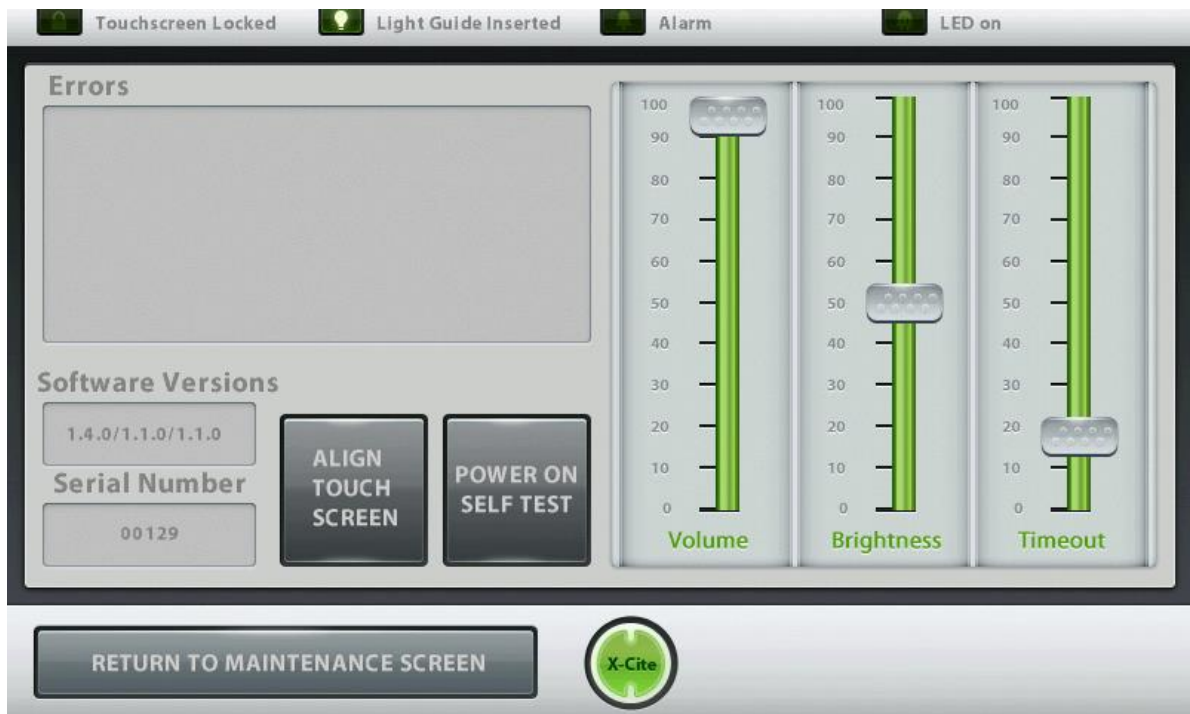 Touchscreen Locked
Light Guide Inserted
Alarm
LED on
Errors
Software Versions
1.4.0/1.1.0/1.1.0
Serial Number
00129
ALIGN
TOUCH
SCREEN
POWER ON
SELF TEST
100
90
80
70
60
50
40
30
20
10
0
Volume
100
90
80
70
60
50
40
30
20
10
0
Brightness
100
90
80
70
60
50
40
30
20
10
0
Timeout
RETURN TO MAINTENANCE SCREEN
X-Cite